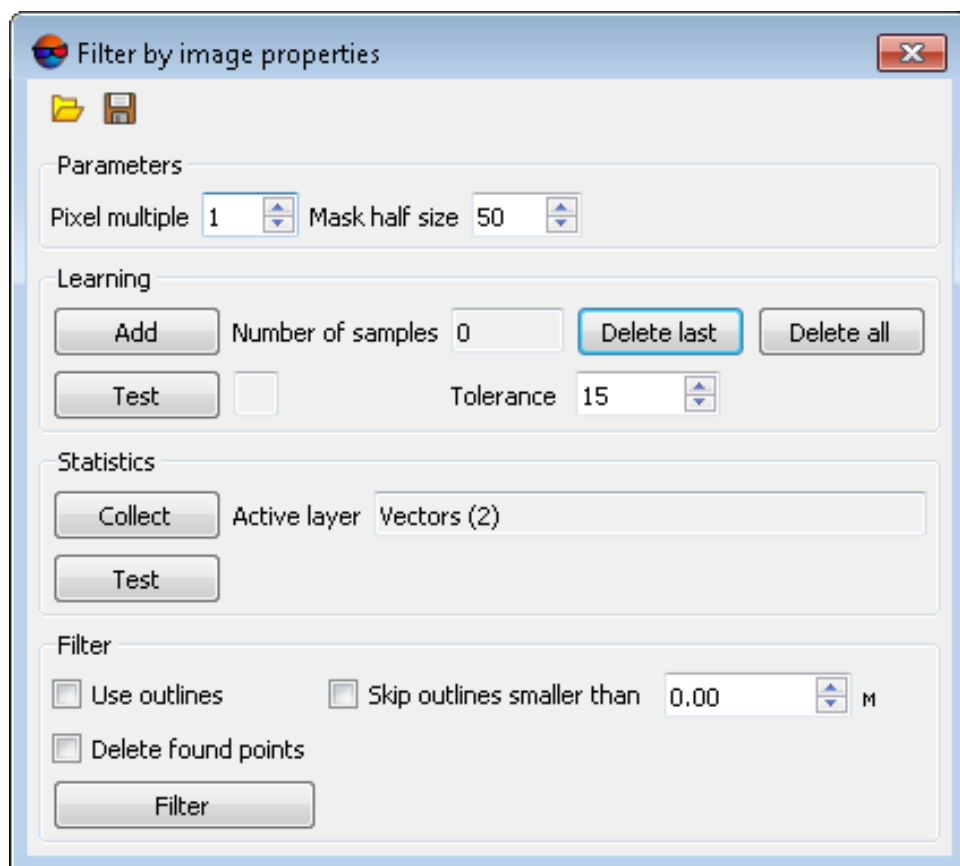 Filter by image properties
Parameters
Pixel multiple 1 Mask half size 50
Learning
Add Number of samples 0 Delete last Delete all
Test Tolerance 15
Statistics
Collect Active layer Vectors (2)
Test
Filter
Use outlines Skip outlines smaller than 0.00 м
Delete found points
Filter